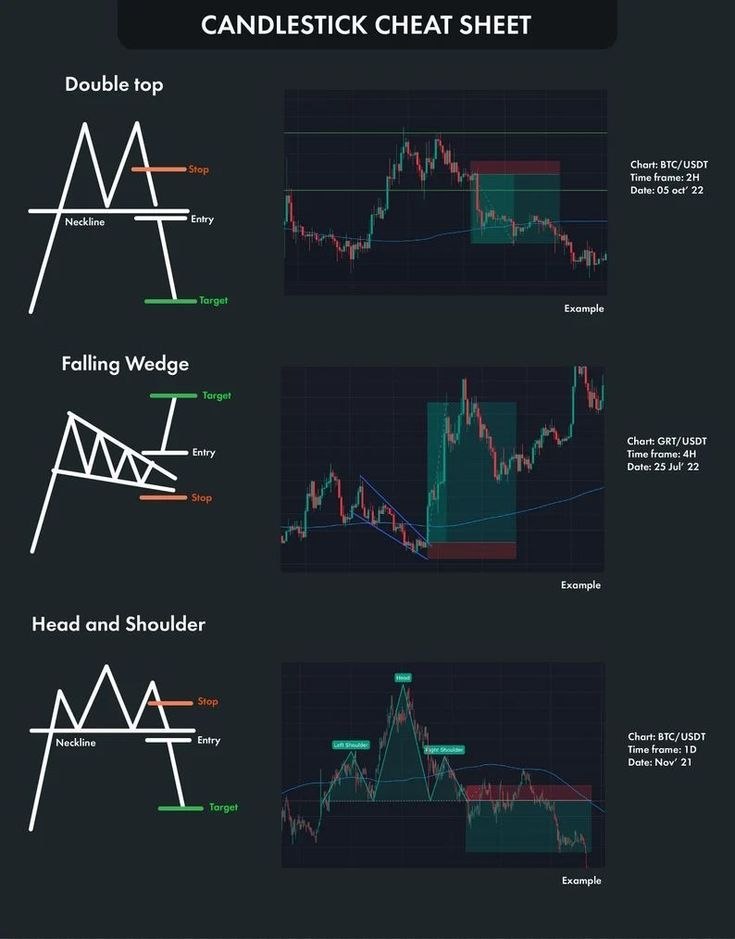 CANDLESTICK CHEAT SHEET
Double top
Stop
Neckline
Entry
Target
Chart: BTC/USDT
Time frame: 2H
Date: 05 oct' 22
Example
Falling Wedge
Target
Entry
Stop
Chart: GRT/USDT
Time frame: 4H
Date: 25 Jul' 22
Example
Head and Shoulder
Stop
Neckline
Entry
Target
Head
Left Shoulder
Right Shoulder
Chart: BTC/USDT
Time frame: 1D
Date: Nov' 21
Example